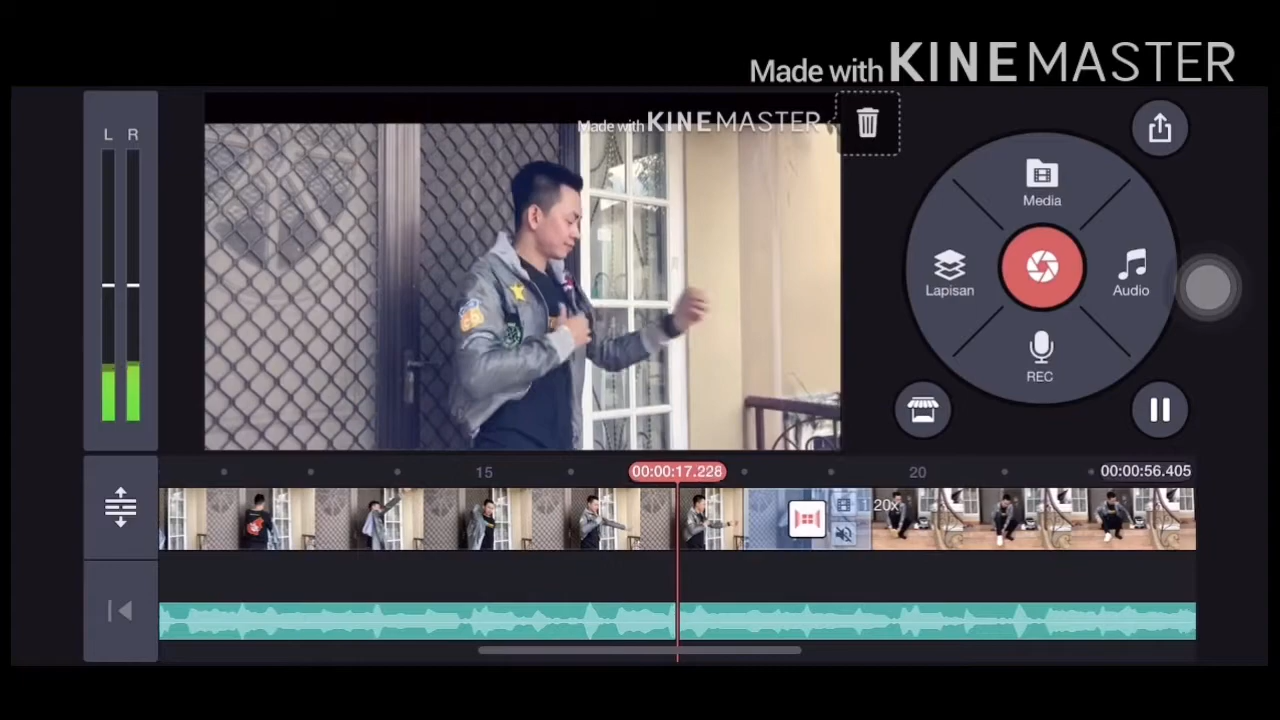 Made with KINEMASTER
L R
Made with KINEMASTER
Media
Lapisan
Audio
REC
15
00:00:17.228
20
00:00:56.405
1.20x